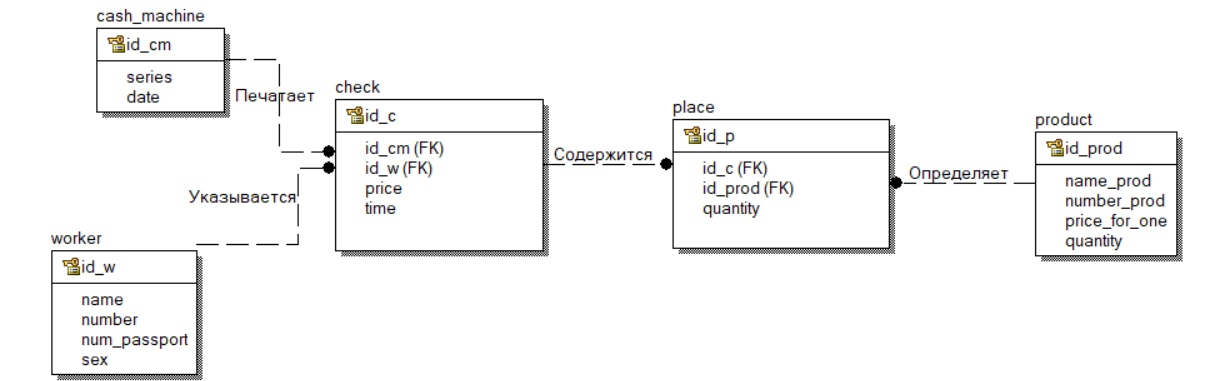 cash_machine
id_cm
series
date
Печатает
check
id_c
id_cm (FK)
id_w (FK)
price
time
Указывается
worker
id_w
name
number
num_passport
sex
Содержится
place
id_p
id_c (FK)
id_prod (FK)
quantity
Определяет
product
id_prod
name_prod
number_prod
price_for_one
quantity